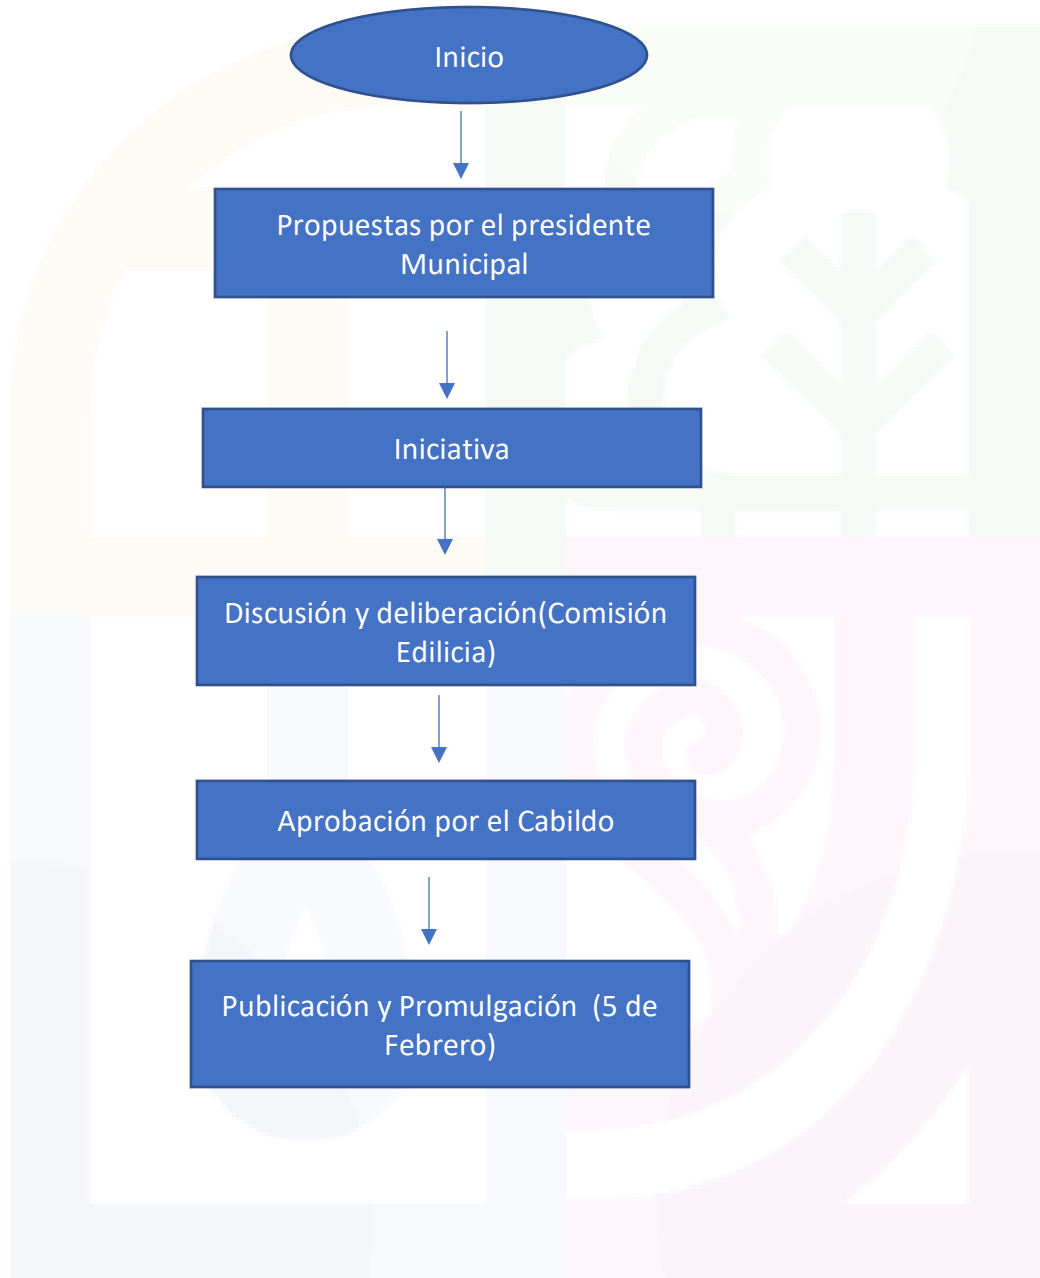 Inicio
Propuestas por el presidente
Municipal
Iniciativa
Discusión y deliberación(Comisión
Edilicia)
Aprobación por el Cabildo
Publicación y Promulgación  (5 de
Febrero)